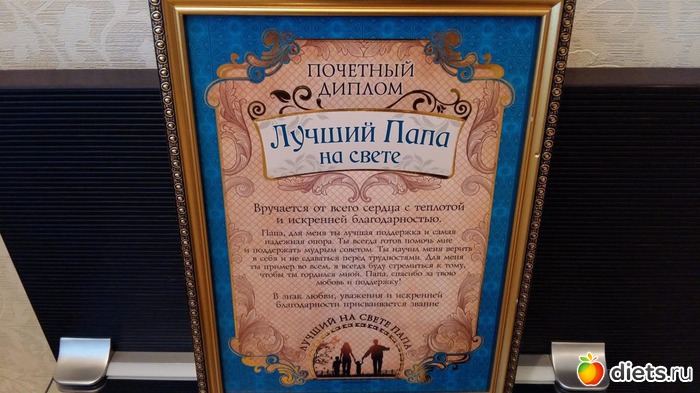 ПОЧЕТНЫЙ
ДИПЛОМ
ЛУЧШИЙ ПАПА
НА СВЕТЕ
Вручается от всего сердца с теплотой
и искренней благодарностью.
Папа, для меня ты лучшая поддержка и самая
надежная опора. Ты всегда готов помочь мне
и поддержать мудрым советом. Ты научил меня верить
в себя и не сдаваться перед трудностями. Для меня
ты пример во всем, я всегда буду стремиться к тому,
чтобы ты гордился мной. Папа, спасибо за твою
любовь и поддержку!
В знак любви, уважения и искренней
благодарности присваивается звание
ЛУЧШИЙ НА СВЕТЕ ПАПА
diets.ru